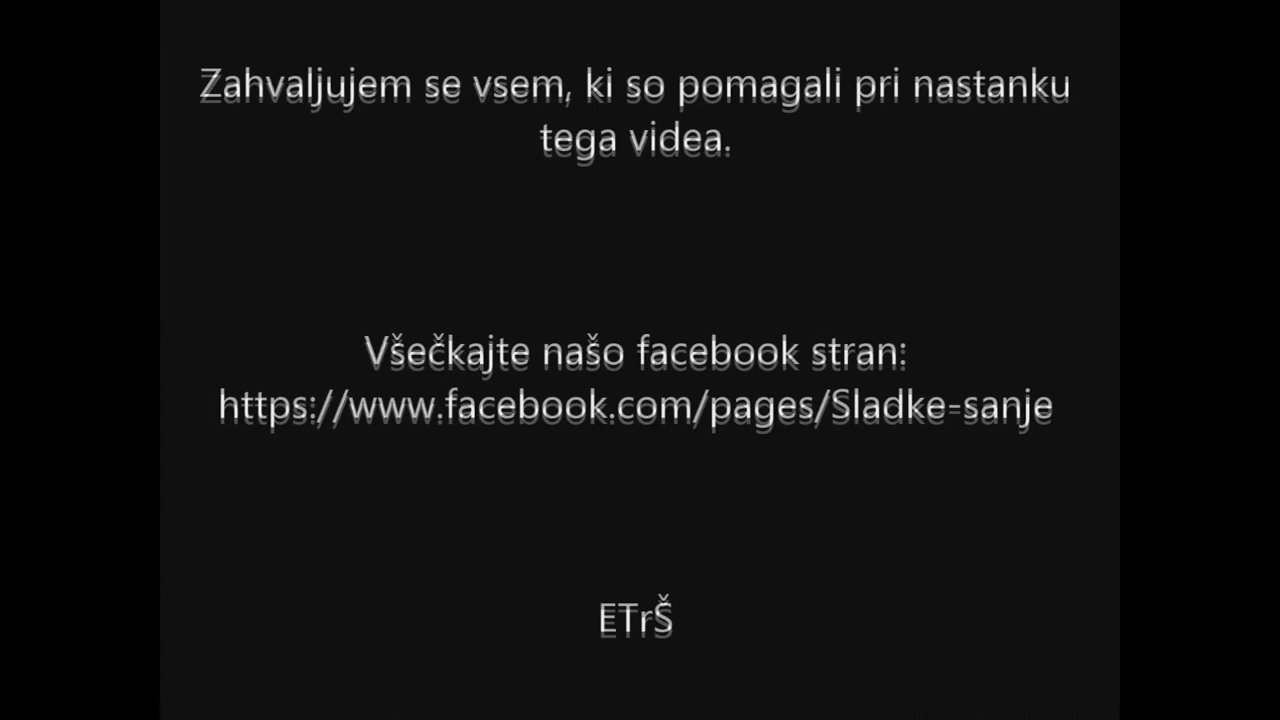 Zahvaljujem se vsem, ki so pomagali pri nastanku
tega videa.
Všečkajte našo facebook stran:
https://www.facebook.com/pages/Sladke-sanje
ETrŠ